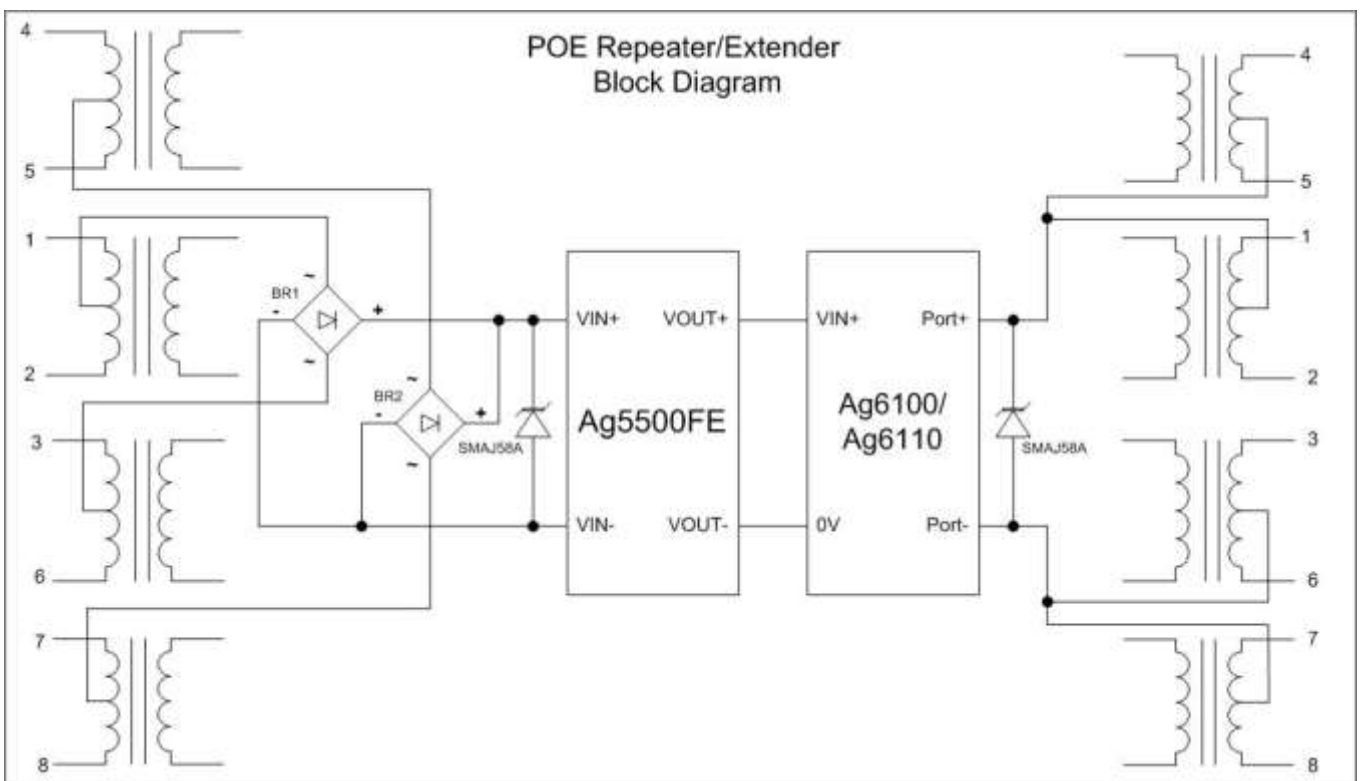 POE Repeater/Extender
Block Diagram
4
5
1
2
3
6
7
8
BR1
~
-
+
~
BR2
~
-
+
~
SMAJ58A
VIN+
VOUT+
Ag5500FE
VIN-
VOUT-
VIN+
Port+
Ag6100/
Ag6110
0V
Port-
SMAJ58A
4
5
1
2
3
6
7
8